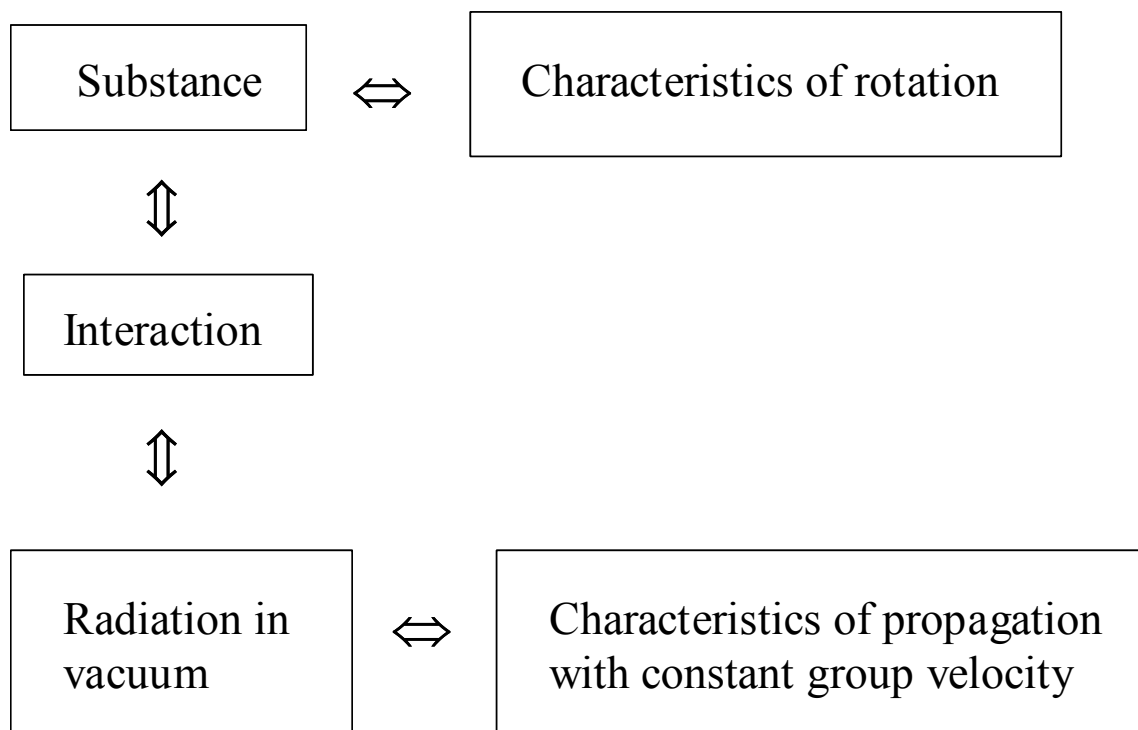 Substance
⇔
Characteristics of rotation
⇕
Interaction
⇕
Radiation in
vacuum
⇔
Characteristics of propagation
with constant group velocity